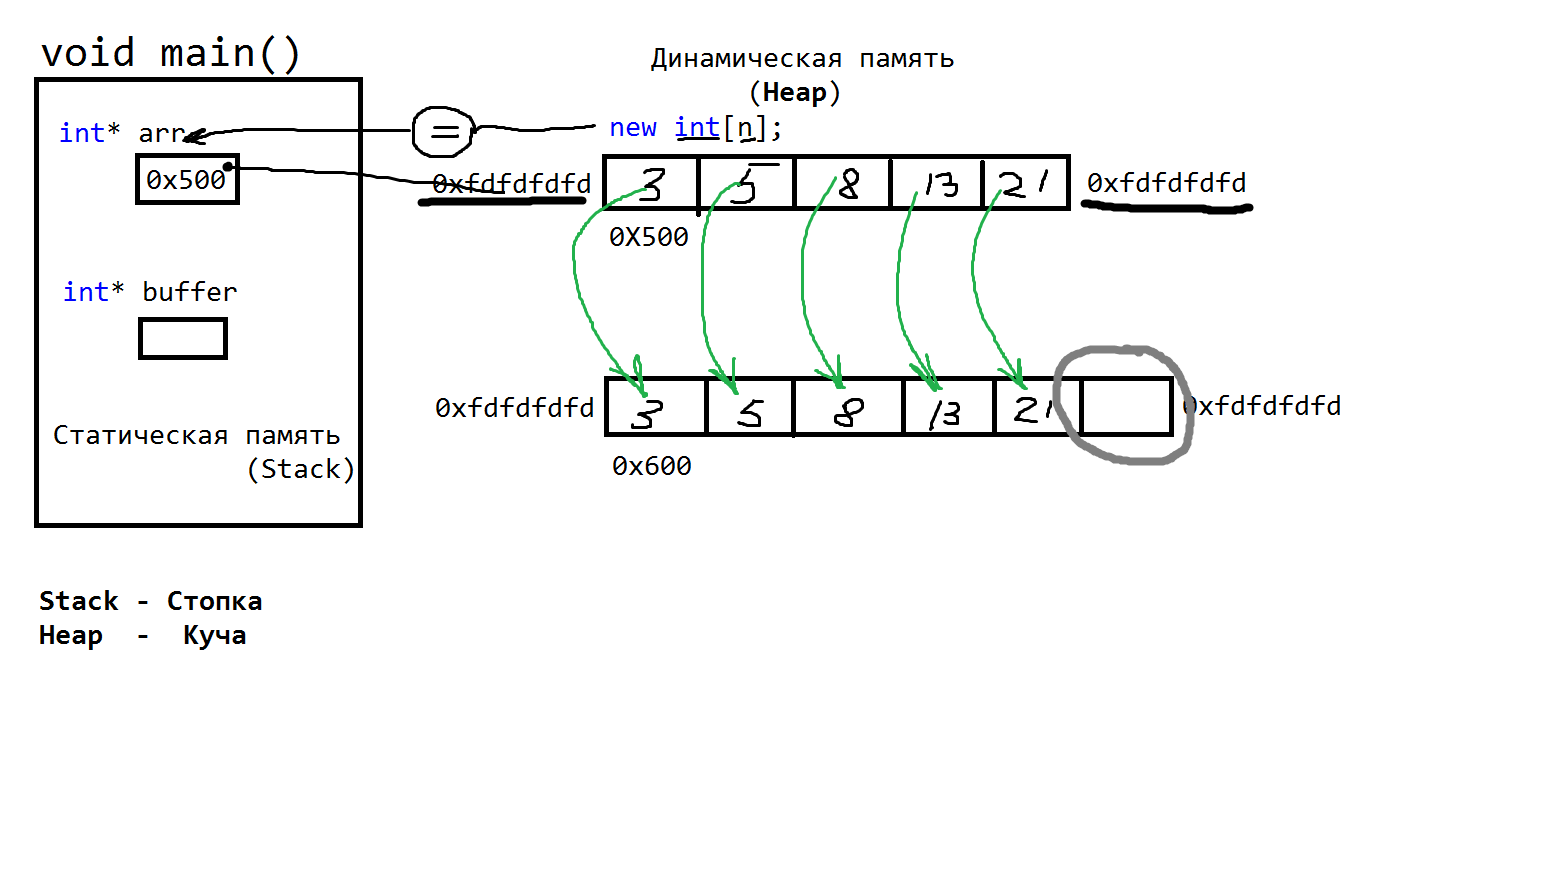 void main()
Динамическая память
(Heap)
int* arr
=
new int[n];
0x500
0xfdfdfdfd
3 5 8 13 21
0xfdfdfdfd
0X500
int* buffer
0xfdfdfdfd
3 5 8 13 21
0xfdfdfdfd
0x600
Статическая память
(Stack)
Stack - Стопка
Heap - Куча